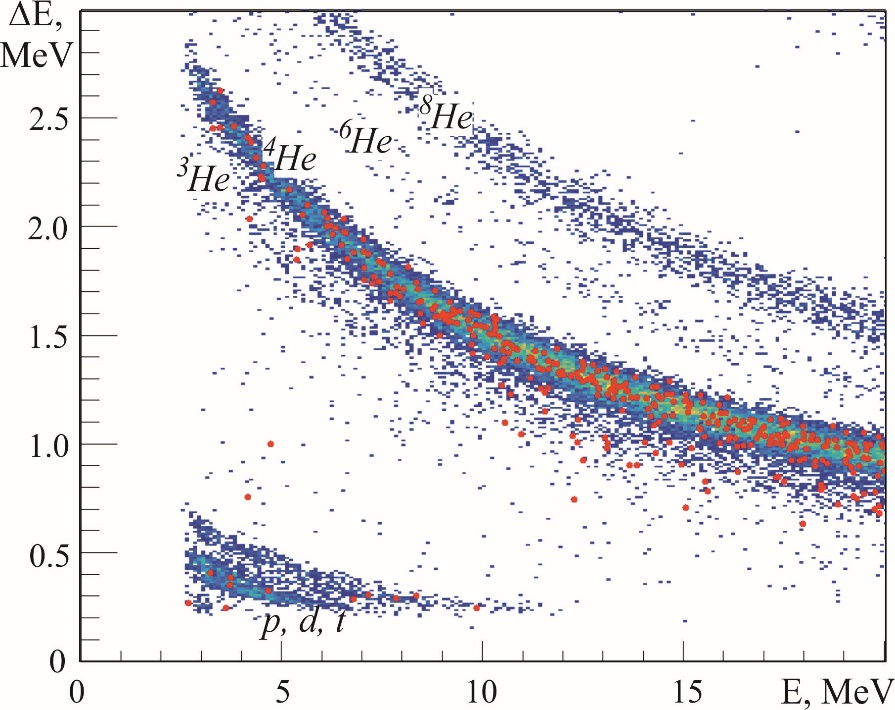 ΔE,
MeV
2.5
2.0
1.5
1.0
0.5
0
⁸He
⁶He
⁴He
³He
p, d, t
0
5
10
15
E, MeV